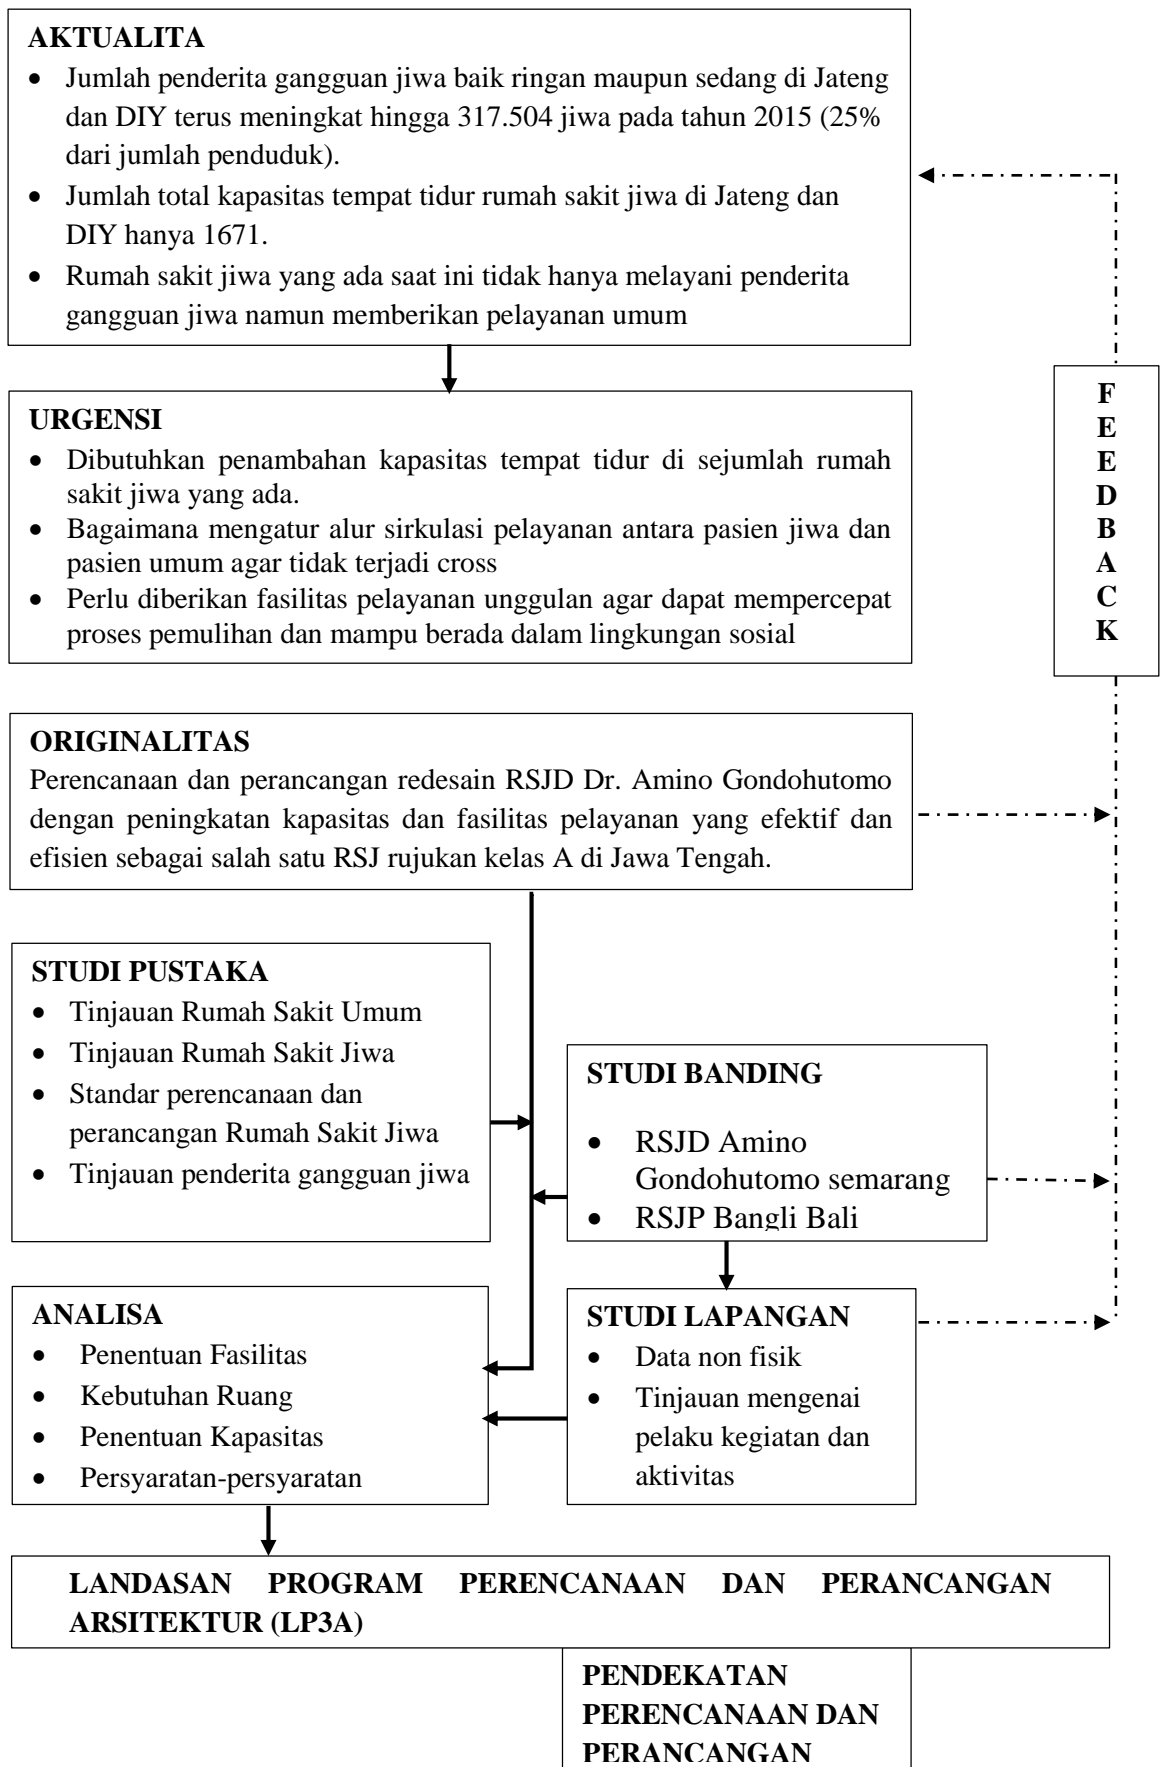 AKTUALITA
• Jumlah penderita gangguan jiwa baik ringan maupun sedang di Jateng
dan DIY terus meningkat hingga 317.504 jiwa pada tahun 2015 (25%
dari jumlah penduduk).
• Jumlah total kapasitas tempat tidur rumah sakit jiwa di Jateng dan
DIY hanya 1671.
• Rumah sakit jiwa yang ada saat ini tidak hanya melayani penderita
gangguan jiwa namun memberikan pelayanan umum
URGENSI
• Dibutuhkan penambahan kapasitas tempat tidur di sejumlah rumah
sakit jiwa yang ada.
• Bagaimana mengatur alur sirkulasi pelayanan antara pasien jiwa dan
pasien umum agar tidak terjadi cross
• Perlu diberikan fasilitas pelayanan unggulan agar dapat mempercepat
proses pemulihan dan mampu berada dalam lingkungan sosial
F
E
E
D
B
A
C
K
ORIGINALITAS
Perencanaan dan perancangan redesain RSJD Dr. Amino Gondohutomo
dengan peningkatan kapasitas dan fasilitas pelayanan yang efektif dan
efisien sebagai salah satu RSJ rujukan kelas A di Jawa Tengah.
STUDI PUSTAKA
• Tinjauan Rumah Sakit Umum
• Tinjauan Rumah Sakit Jiwa
• Standar perencanaan dan
perancangan Rumah Sakit Jiwa
• Tinjauan penderita gangguan jiwa
STUDI BANDING
• RSJD Amino
Gondohutomo semarang
• RSJP Bangli Bali
ANALISA
• Penentuan Fasilitas
• Kebutuhan Ruang
• Penentuan Kapasitas
• Persyaratan-persyaratan
STUDI LAPANGAN
• Data non fisik
• Tinjauan mengenai
pelaku kegiatan dan
aktivitas
LANDASAN PROGRAM PERENCANAAN DAN PERANCANGAN
ARSITEKTUR (LP3A)
PENDEKATAN
PERENCANAAN DAN
PERANCANGAN